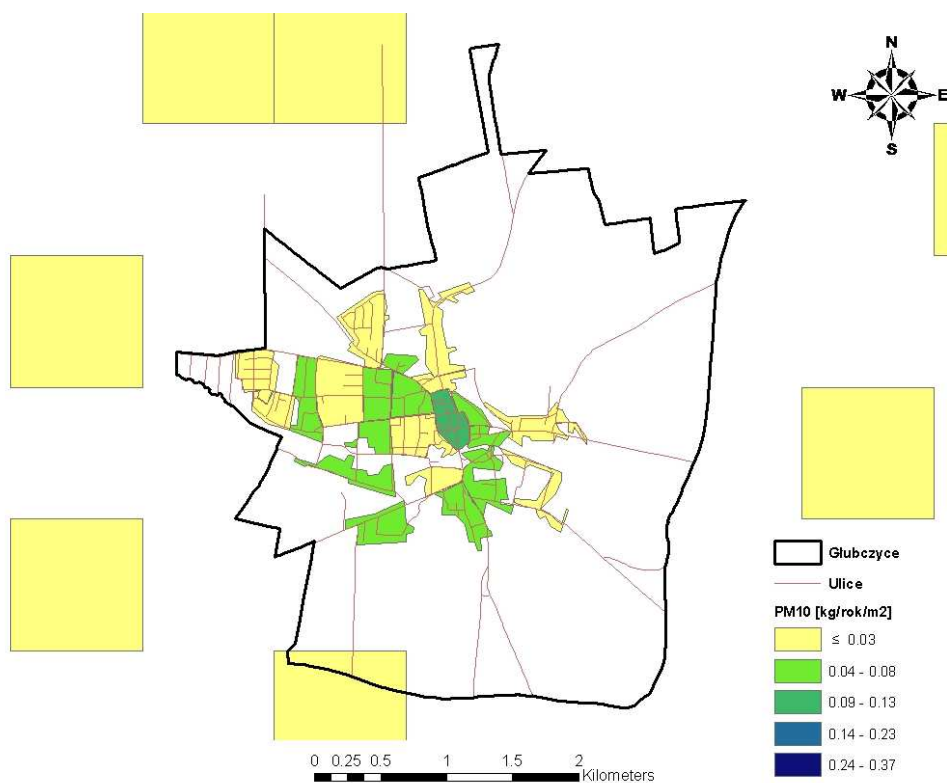 N
W E
S
Głubczyce
Ulice
PM10 [kg/rok/m2]
≤ 0.03
0.04 - 0.08
0.09 - 0.13
0.14 - 0.23
0.24 - 0.37
0 0.25 0.5 1 1.5 2
Kilometers